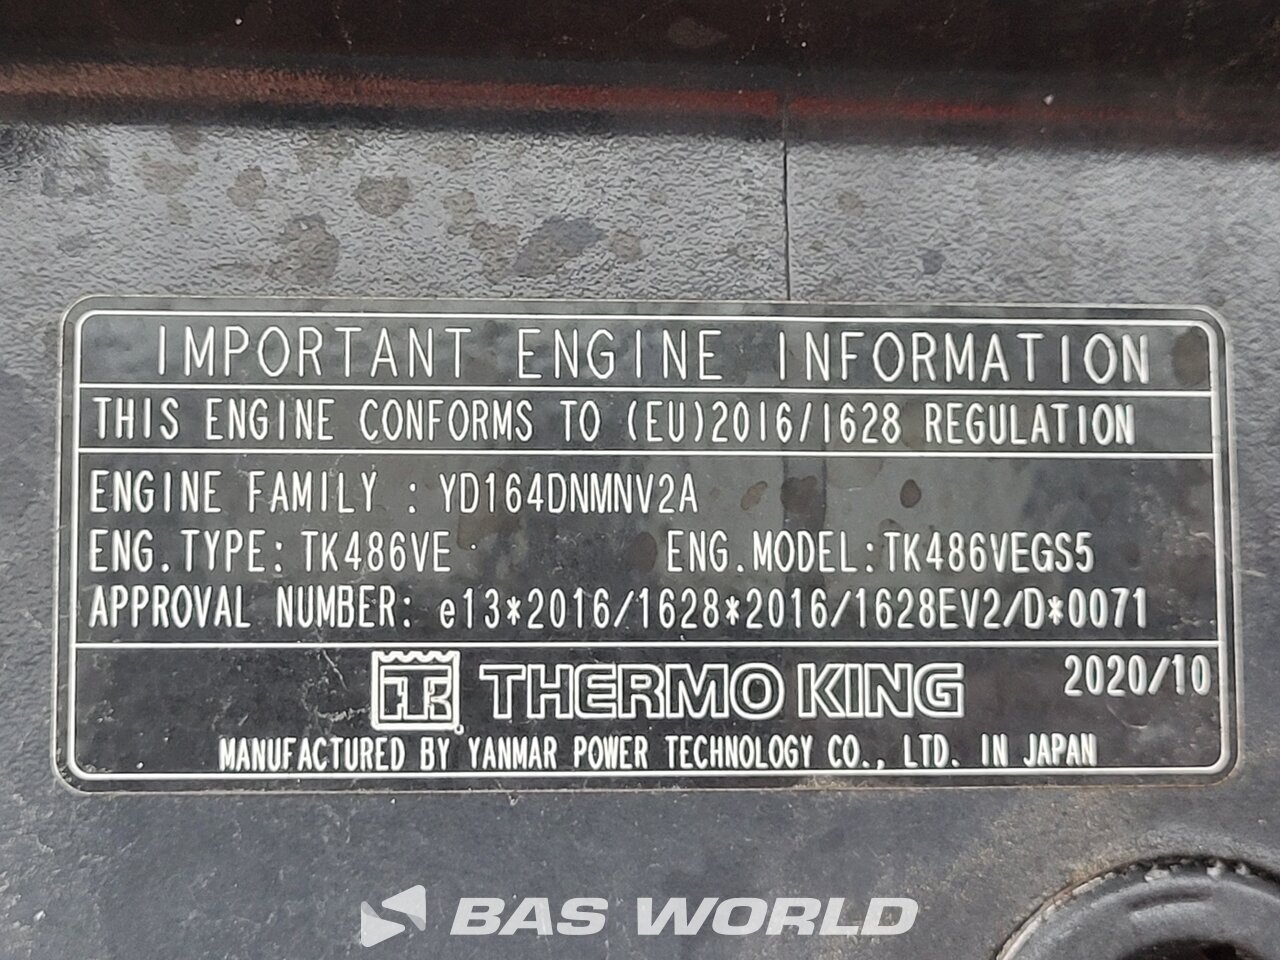 IMPORTANT ENGINE INFORMATION
THIS ENGINE CONFORMS TO (EU)2016/1628 REGULATION
ENGINE FAMILY : YD164DNMNV2A
ENG.TYPE: TK486VE ENG.MODEL:TK486VEGS5
APPROVAL NUMBER: e13*2016/1628*2016/1628EV2/D*0071
TK THERMO KING 2020/10
MANUFACTURED BY YANMAR POWER TECHNOLOGY CO., LTD. IN JAPAN
BAS WORLD